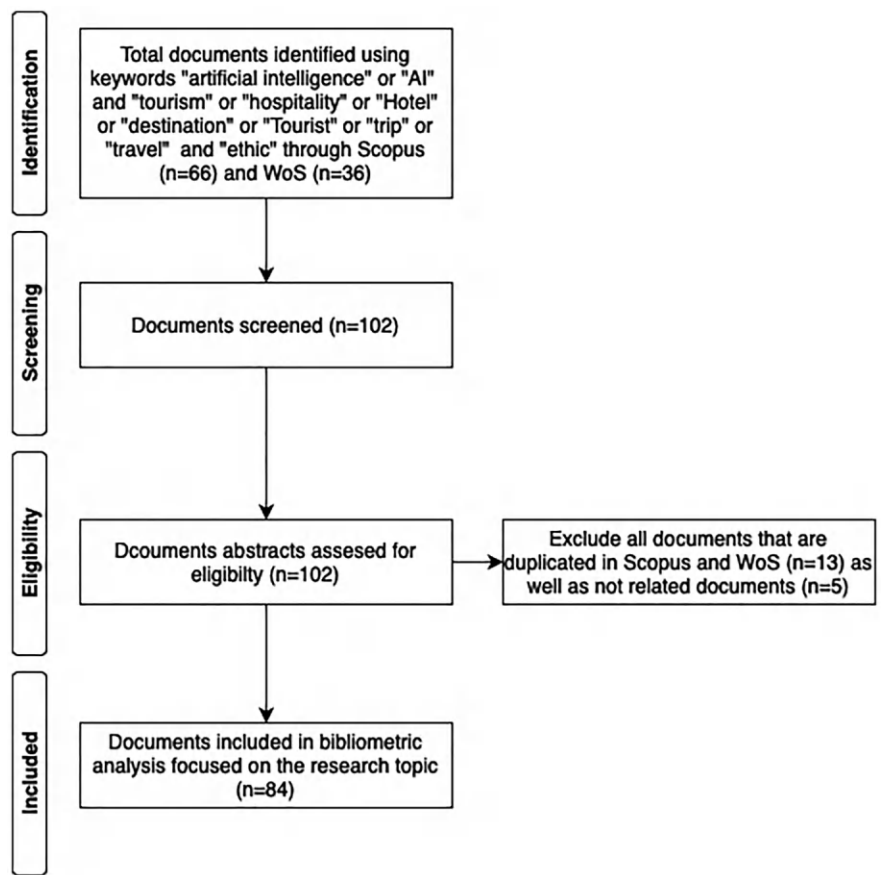 Identification
Total documents identified using
keywords "artificial intelligence" or "AI"
and "tourism" or "hospitality" or "Hotel"
or "destination" or "Tourist" or "trip" or
"travel" and "ethic" through Scopus
(n=66) and WoS (n=36)
Screening
Documents screened (n=102)
Eligibility
Dcouments abstracts assesed for
eligibilty (n=102)
Exclude all documents that are
duplicated in Scopus and WoS (n=13) as
well as not related documents (n=5)
Included
Documents included in bibliometric
analysis focused on the research topic
(n=84)